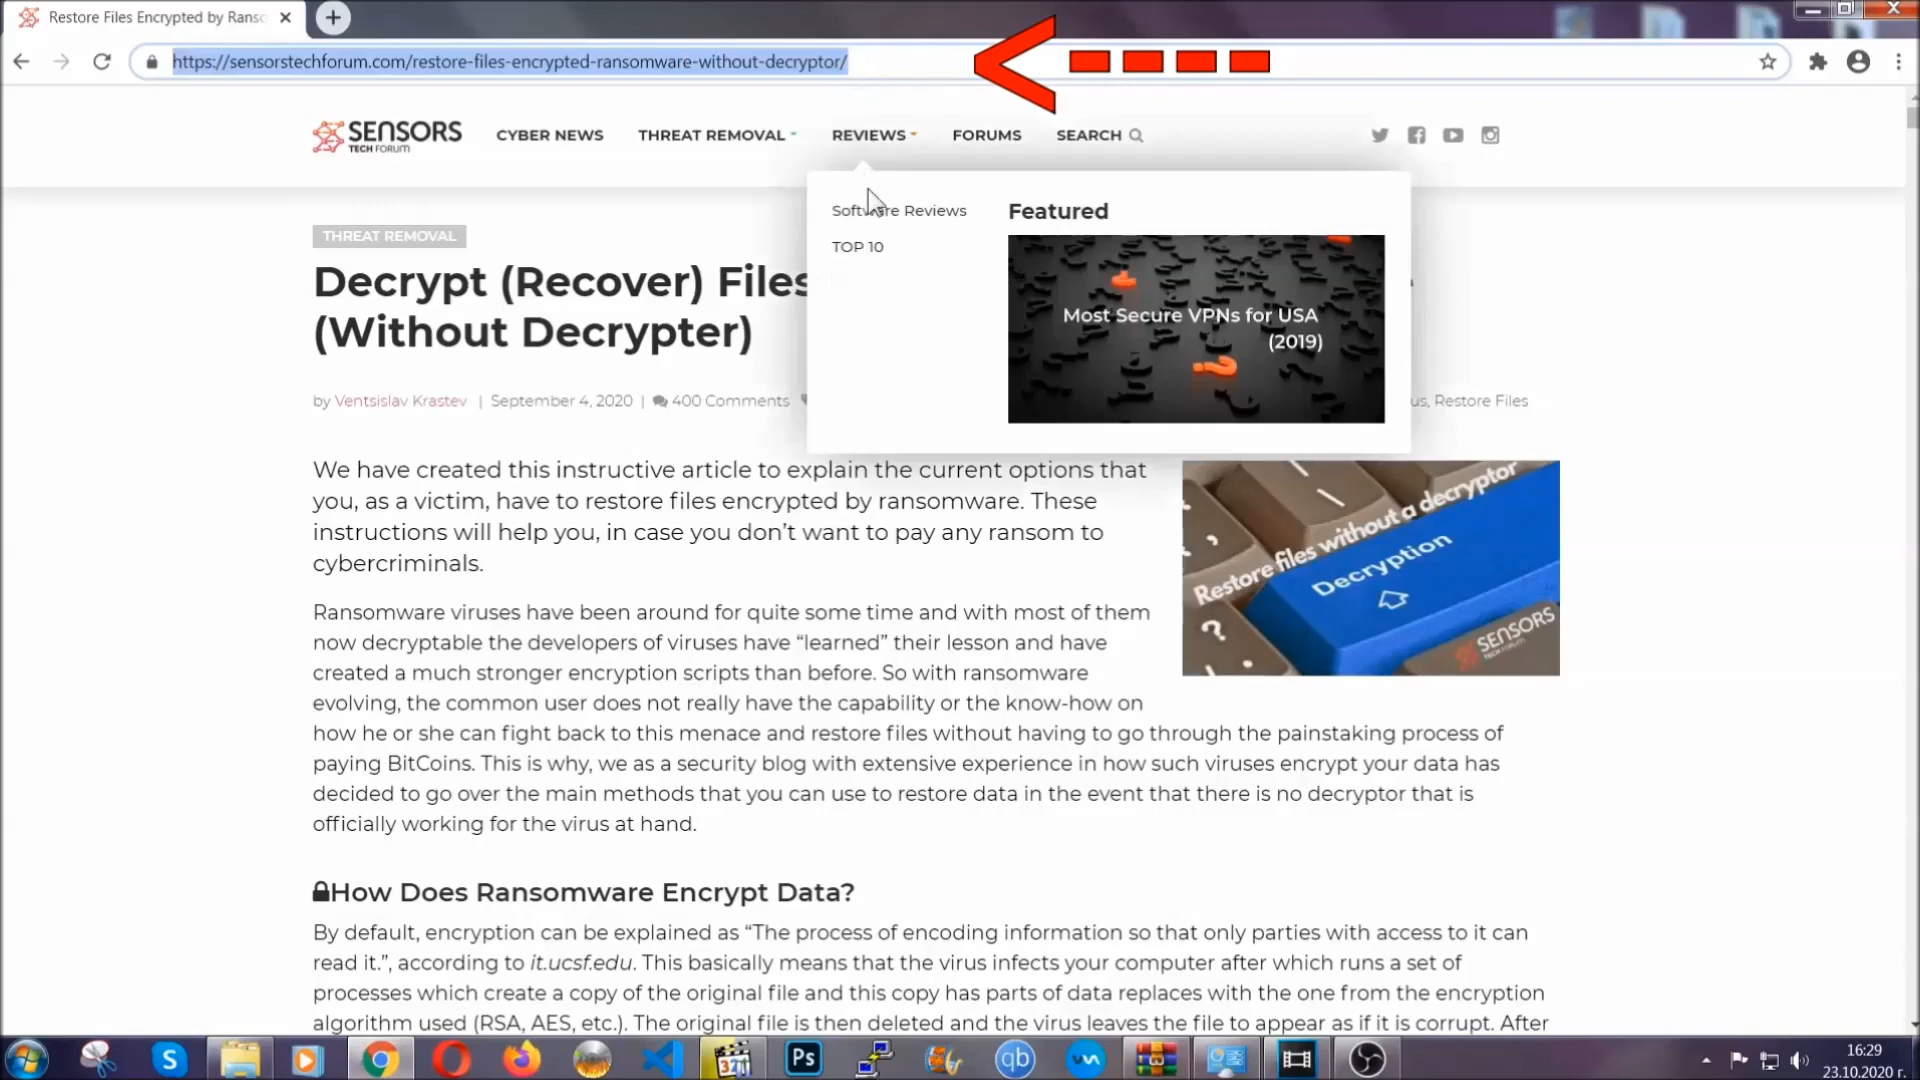 Restore Files Encrypted by Ranso
https://sensorstechforum.com/restore-files-encrypted-ransomware-without-decryptor/
SENSORS
TECH FORUM
CYBER NEWS THREAT REMOVAL REVIEWS FORUMS SEARCH
Software Reviews
TOP 10
Featured
Most Secure VPNs for USA
(2019)
THREAT REMOVAL
Decrypt (Recover) Files
(Without Decrypter)
by Ventsislav Krastev | September 4, 2020 | 400 Comments
Restore Files
We have created this instructive article to explain the current options that
you, as a victim, have to restore files encrypted by ransomware. These
instructions will help you, in case you don’t want to pay any ransom to
cybercriminals.
Restore files without a decryptor
Decryption
SENSORS
TECH FORUM
Ransomware viruses have been around for quite some time and with most of them
now decryptable the developers of viruses have “learned” their lesson and have
created a much stronger encryption scripts than before. So with ransomware
evolving, the common user does not really have the capability or the know-how on
how he or she can fight back to this menace and restore files without having to go through the painstaking process of
paying BitCoins. This is why, we as a security blog with extensive experience in how such viruses encrypt your data has
decided to go over the main methods that you can use to restore data in the event that there is no decryptor that is
officially working for the virus at hand.
How Does Ransomware Encrypt Data?
By default, encryption can be explained as “The process of encoding information so that only parties with access to it can
read it.”, according to it.ucsf.edu. This basically means that the virus infects your computer after which runs a set of
processes which create a copy of the original file and this copy has parts of data replaces with the one from the encryption
algorithm used (RSA, AES, etc.). The original file is then deleted and the virus leaves the file to appear as if it is corrupt. After
S
321
Ps
qb
16:29
23.10.2020 г.